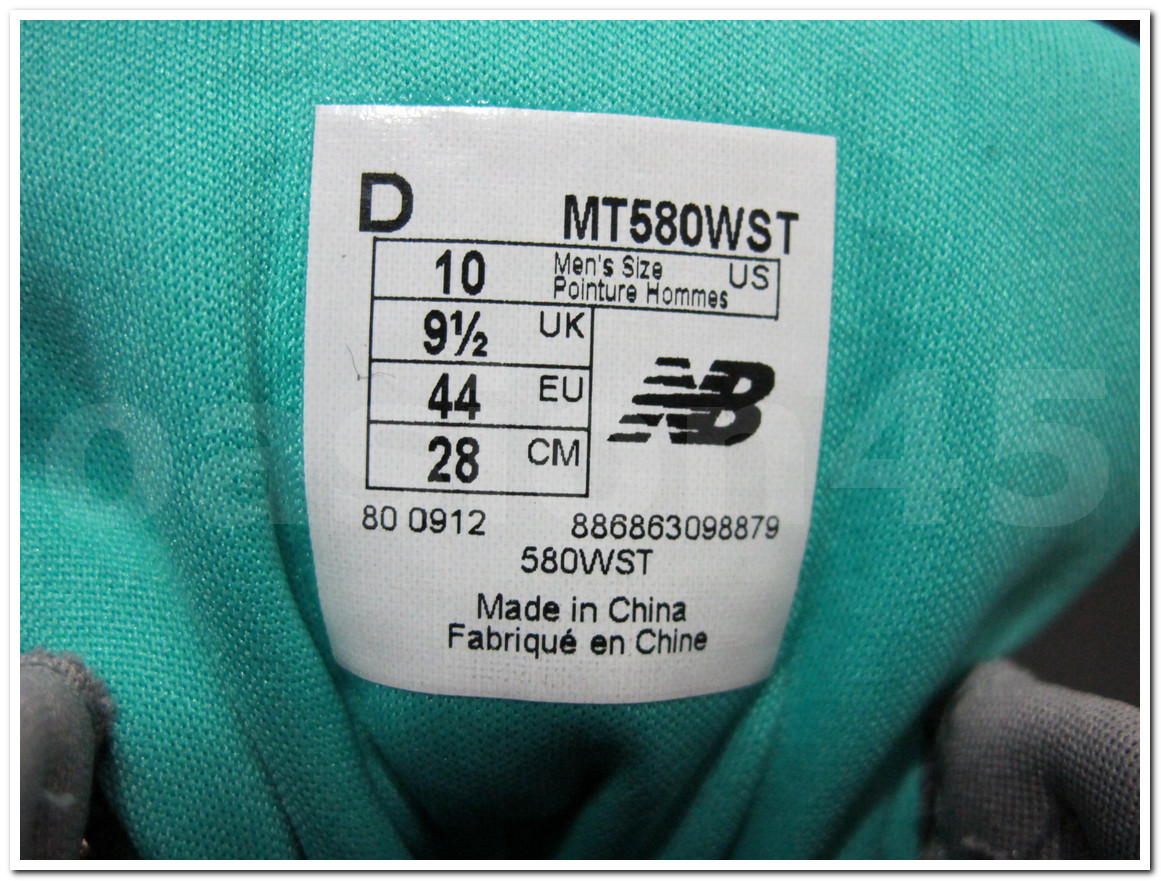 D MT580WST
10 Men's Size US
Pointure Hommes
9½ UK
44 EU
28 CM
NB
80 0912 886863098879
580WST
Made in China
Fabriqué en Chine